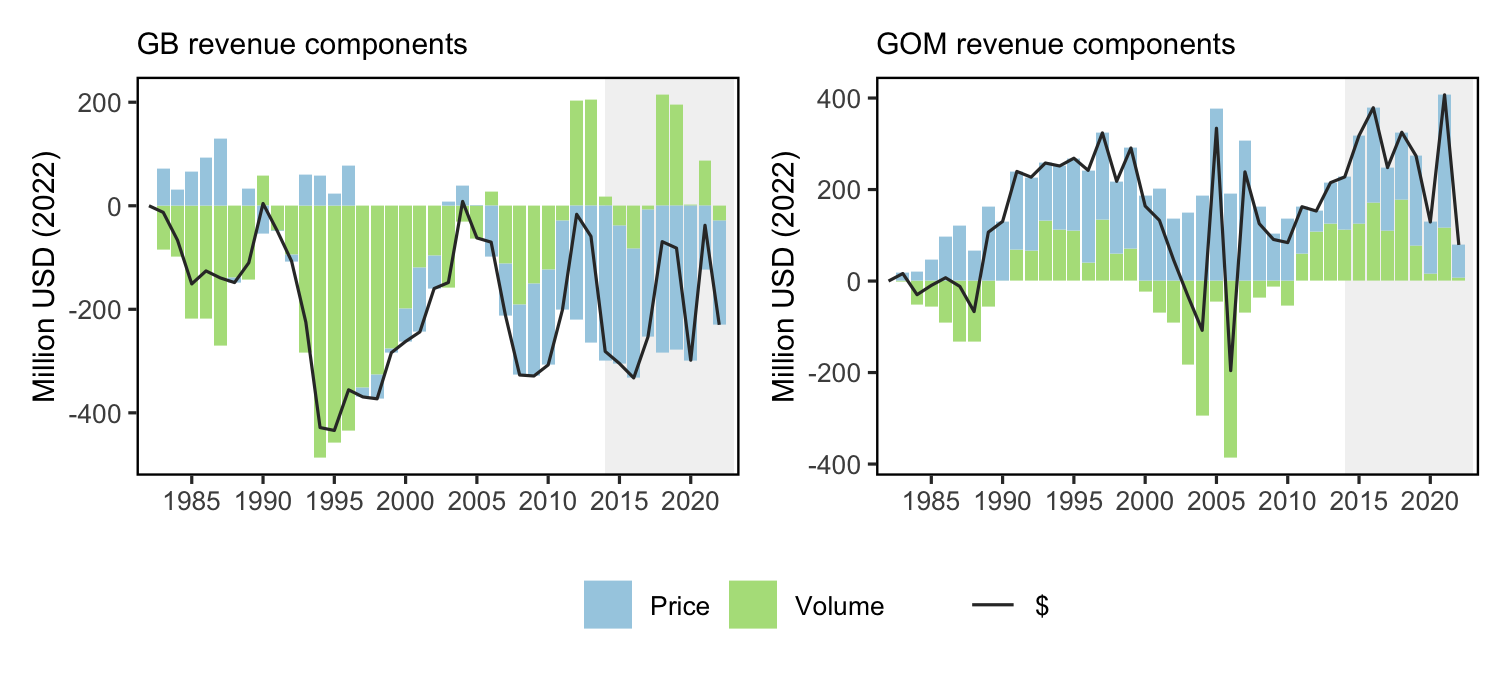 GB revenue components
Million USD (2022)
200
0
-200
-400
1985 1990 1995 2000 2005 2010 2015 2020
GOM revenue components
Million USD (2022)
400
200
0
-200
-400
1985 1990 1995 2000 2005 2010 2015 2020
Price Volume $